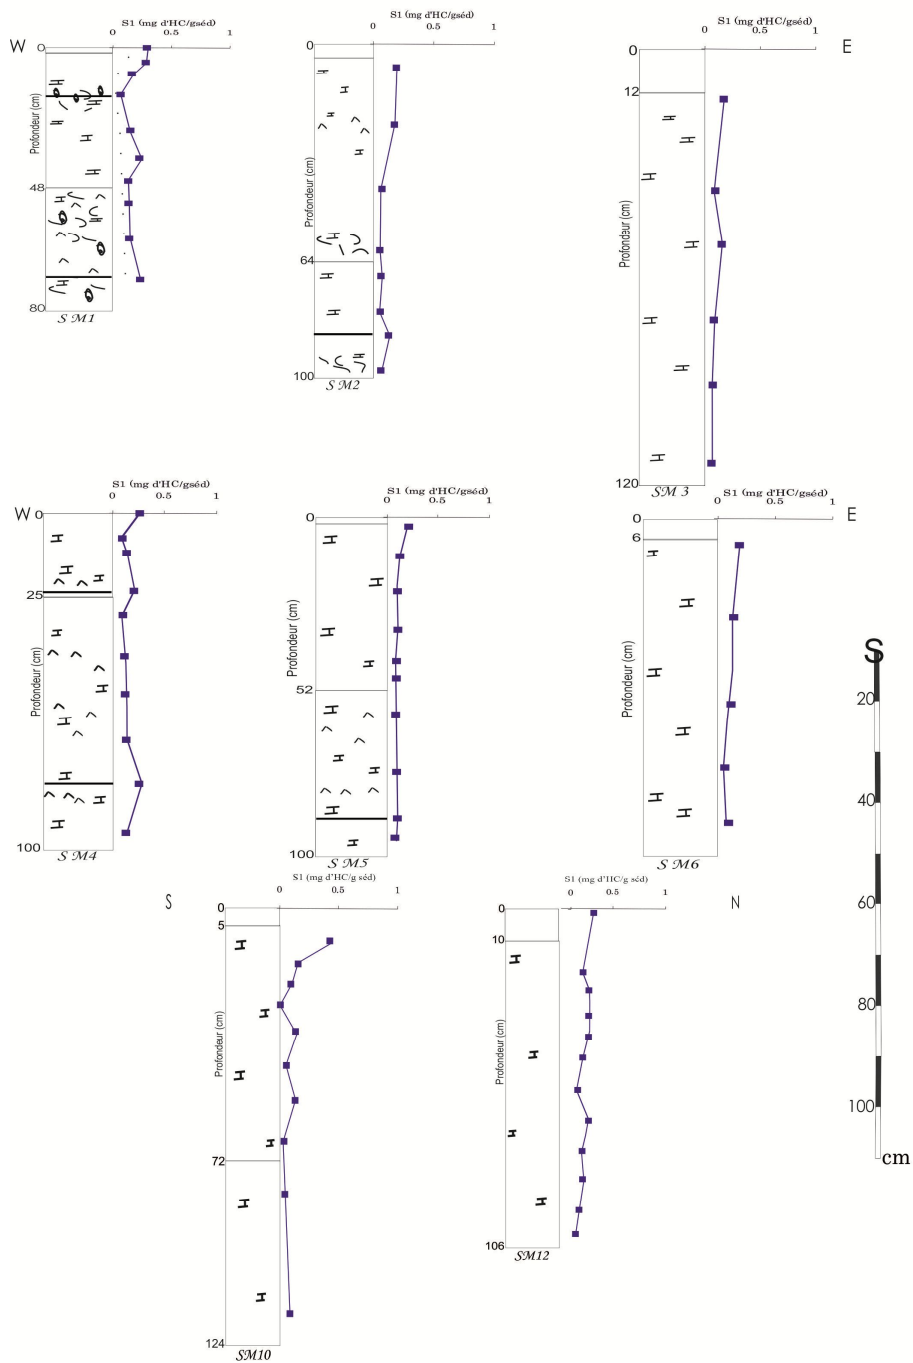 S1 (mg d'HC/gséd)
0 0.5 1
W
0
48
80
Profondeur (cm)
S M1
S1 (mg d'HC/gséd)
0 0.5 1
0
64
100
Profondeur (cm)
S M2
S1 (mg d'HC/gséd)
0 0.5 1
E
0
12
120
Profondeur (cm)
SM 3
S1 (mg d'HC/gséd)
0 0.5 1
W
0
25
100
Profondeur (cm)
S M4
S1 (mg d'HC/gséd)
0 0.5 1
0
52
100
Profondeur (cm)
S M5
S1 (mg d'HC/gséd)
0 0.5 1
E
0
6
Profondeur (cm)
S M6
S
20
40
60
80
100
cm
S1 (mg d'HC/g séd)
0 0.5 1
S
0
5
72
124
Profondeur (cm)
SM10
S1 (mg d'HC/g séd)
0 0.5 1
N
0
10
106
Profondeur (cm)
SM12